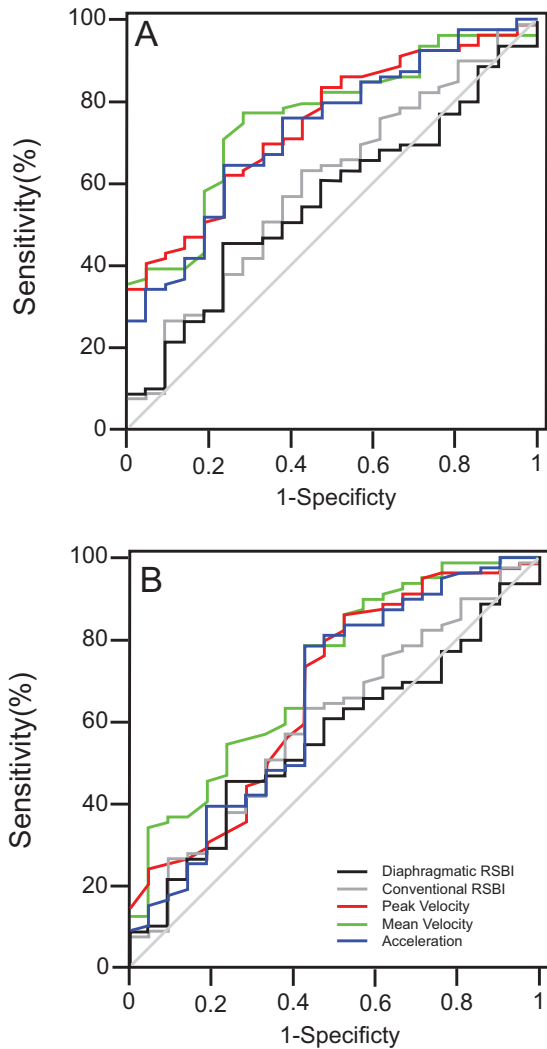 A
100
80
60
40
20
0
Sensitivity(%)
0 0.2 0.4 0.6 0.8 1
1-Specificty
B
100
80
60
40
20
0
Sensitivity(%)
Diaphragmatic RSBI
Conventional RSBI
Peak Velocity
Mean Velocity
Acceleration
0 0.2 0.4 0.6 0.8 1
1-Specificty